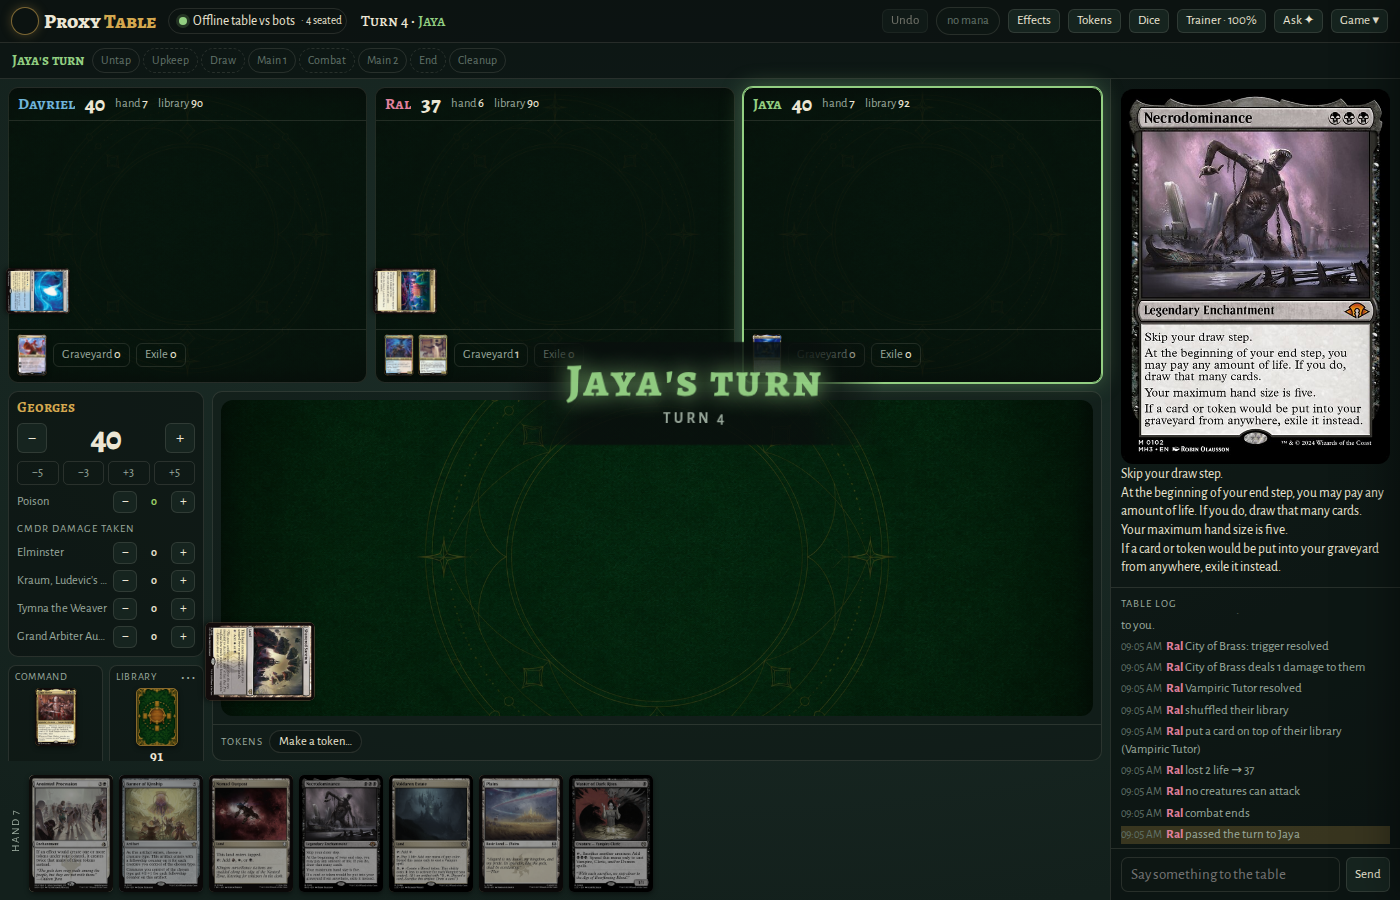 Proxy Table
Offline table vs bots · 4 seated
Turn 4 · Jaya
Undo
no mana
Effects
Tokens
Dice
Trainer · 100%
Ask ✦
Game ▾
Jaya's turn
Untap
Upkeep
Draw
Main 1
Combat
Main 2
End
Cleanup
Davriel 40 hand 7 library 90
Ral 37 hand 6 library 90
Jaya 40 hand 7 library 92
Graveyard 0
Exile 0
Graveyard 1
Exile 0
Graveyard 0
Exile 0
Jaya's turn
TURN 4
Georges
− 40 +
−5 −3 +3 +5
Poison − 0 +
CMDR DAMAGE TAKEN
Elminster − 0 +
Kraum, Ludevic's ... − 0 +
Tymna the Weaver − 0 +
Grand Arbiter Au... − 0 +
COMMAND
LIBRARY ...
91
TOKENS
Make a token...
HAND 7
Necrodominance
Plains
Necrodominance
Legendary Enchantment
Skip your draw step.
At the beginning of your end step, you
may pay any amount of life. If you do,
draw that many cards.
Your maximum hand size is five.
If a card or token would be put into your
graveyard from anywhere, exile it instead.
M 0102
MH3 • EN Robin Olausson
™ & © 2024 Wizards of the Coast
Skip your draw step.
At the beginning of your end step, you may pay any
amount of life. If you do, draw that many cards.
Your maximum hand size is five.
If a card or token would be put into your graveyard
from anywhere, exile it instead.
TABLE LOG
to you.
09:05 AM Ral City of Brass: trigger resolved
09:05 AM Ral City of Brass deals 1 damage to them
09:05 AM Ral Vampiric Tutor resolved
09:05 AM Ral shuffled their library
09:05 AM Ral put a card on top of their library
(Vampiric Tutor)
09:05 AM Ral lost 2 life → 37
09:05 AM Ral no creatures can attack
09:05 AM Ral combat ends
09:05 AM Ral passed the turn to Jaya
Say something to the table
Send